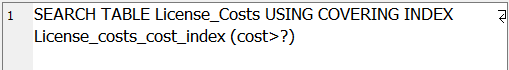 1 SEARCH TABLE License_Costs USING COVERING INDEX
License_costs_cost_index (cost>?)